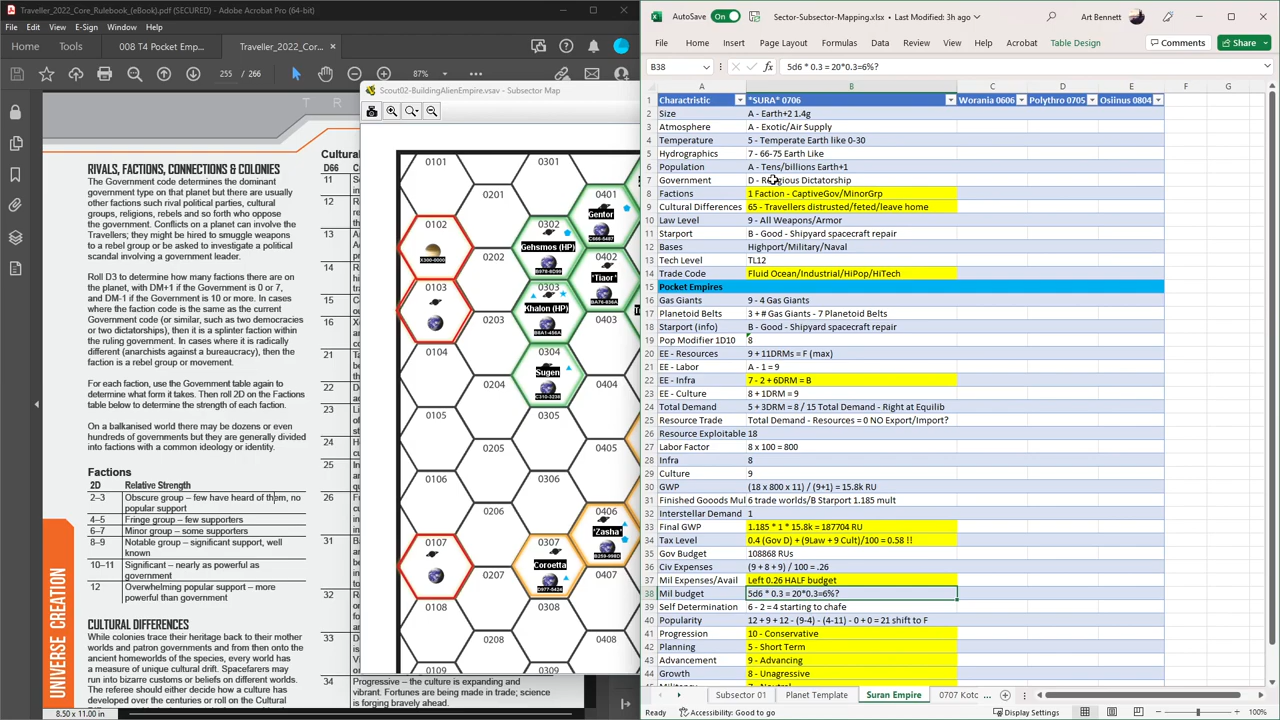 Traveller_2022_Core_Rulebook_(eBook).pdf (SECURED) - Adobe Acrobat Pro (64-bit)
File Edit View E-Sign Window Help
Home Tools 008 T4 Pocket Emp... Traveller_2022_Cor...
255 / 266 87%
RIVALS, FACTIONS, CONNECTIONS & COLONIES
The Government code determines the dominant
government type on that planet but there are usually
other factions such rival political parties, cultural
groups, religions, rebels and so forth who oppose
the Government. Conflicts on a planet can involve the
Travellers; they might be hired to smuggle weapons
to a rebel group or be asked to investigate a political
scandal involving a government leader.
Roll D3 to determine how many factions there are on
the planet, with DM+1 if the Government is 0 or 7,
and DM-1 if the Government is 10 or more. In cases
where the faction code is the same as the current
Government code (or similar, such as two democracies
or two dictatorships), then it is a splinter faction within
the ruling government. In cases where it is radically
different (anarchists against a bureaucracy), then the
faction is a rebel group or movement.
For each faction, use the Government table again to
determine what form it takes. Then roll 2D on the Factions
table below to determine the strength of each faction.
On a balkanised world there may be dozens or even
hundreds of governments but they are generally divided
into factions with a common ideology or identity.
Factions
2D Relative Strength
2–3 Obscure group – few have heard of them, no
popular support
4–5 Fringe group – few supporters
6–7 Minor group – some supporters
8–9 Notable group – significant support, well
known
10–11 Significant – nearly as powerful as
government
12 Overwhelming popular support – more
powerful than government
CULTURAL DIFFERENCES
While colonies trace their heritage back to their mother
worlds and patron governments and from then onto the
ancient homeworlds of the species, every world has
a measure of unique cultural drift. Spacefarers may
run into bizarre customs or beliefs on different worlds.
The referee should either decide how a culture has
developed over the centuries or roll on the Cultural
UNIVERSE CREATION
8.50 x 11.00 in
Cultura
D66
11
12
13
14
15
16
21
22
23
24
25
26
31
32
33
34
Progressive – the culture is expanding and
vibrant. Fortunes are being made in trade; science
is forging bravely ahead.
Scout02-BuildingAlienEmpire.vsav - Subsector Map
0101 0301
0201 0401
Gentor
C666-5487
0102 0302
X300-0000
Gehsmos (HP)
B978-8D99
0202 0402
*Tiaor*
BA76-836A
0103 0303
Khalon (HP)
B8A1-456A
0203 0403
0104 0304
Sugen
C310-3238
0204 0404
0105 0305
0205 0405
0106 0306
0206 0406
*Zasha*
B259-999D
0107 0307
Coroetta
D977-5424
0207 0407
0108 0308
0208 0408
0109 0309
AutoSave On Sector-Subsector-Mapping.xlsx • Last Modified: 3h ago Art Bennett
File Home Insert Draw Page Layout Formulas Data Review View Help Acrobat Table Design Comments Share
B38 fx 5d6 * 0.3 = 20*0.3=6%?
A B C D E F G
1 Charactristic *SURA* 0706 Worania 0606 Polythro 0705 Osiinus 0804
2 Size A - Earth+2 1.4g
3 Atmosphere A - Exotic/Air Supply
4 Temperature 5 - Temperate Earth like 0-30
5 Hydrographics 7 - 66-75 Earth Like
6 Population A - Tens/billions Earth+1
7 Government D - Religious Dictatorship
8 Factions 1 Faction - CaptiveGov/MinorGrp
9 Cultural Differences 65 - Travellers distrusted/feted/leave home
10 Law Level 9 - All Weapons/Armor
11 Starport B - Good - Shipyard spacecraft repair
12 Bases Highport/Military/Naval
13 Tech Level TL12
14 Trade Code Fluid Ocean/Industrial/HiPop/HiTech
15 Pocket Empires
16 Gas Giants 9 - 4 Gas Giants
17 Planetoid Belts 3 + # Gas Giants - 7 Planetoid Belts
18 Starport (info) B - Good - Shipyard spacecraft repair
19 Pop Modifier 1D10 8
20 EE - Resources 9 + 11DRMs = F (max)
21 EE - Labor A - 1 = 9
22 EE - Infra 7 - 2 + 6DRM = B
23 EE - Culture 8 + 1DRM = 9
24 Total Demand 5 + 3DRM = 8 / 15 Total Demand - Right at Equilib
25 Resource Trade Total Demand - Resources = 0 NO Export/Import?
26 Resource Exploitable 18
27 Labor Factor 8 x 100 = 800
28 Infra 8
29 Culture 9
30 GWP (18 x 800 x 11) / (9+1) = 15.8k RU
31 Finished Gooods Mul 6 trade worlds/B Starport 1.185 mult
32 Interstellar Demand 1
33 Final GWP 1.185 * 1 * 15.8k = 187704 RU
34 Tax Level 0.4 (Gov D) + (9Law + 9 Cult)/100 = 0.58 !!
35 Gov Budget 108868 RUs
36 Civ Expenses (9 + 8 + 9) / 100 = .26
37 Mil Expenses/Avail Left 0.26 HALF budget
38 Mil budget 5d6 * 0.3 = 20*0.3=6%?
39 Self Determination 6 - 2 = 4 starting to chafe
40 Popularity 12 + 9 + 12 - (9-4) - (4-11) - 0 + 0 = 21 shift to F
41 Progression 10 - Conservative
42 Planning 5 - Short Term
43 Advancement 9 - Advancing
44 Growth 8 - Unagressive
Subsector 01 Planet Template Suran Empire 0707 Kotc ...
Ready Accessibility: Good to go Display Settings 100%